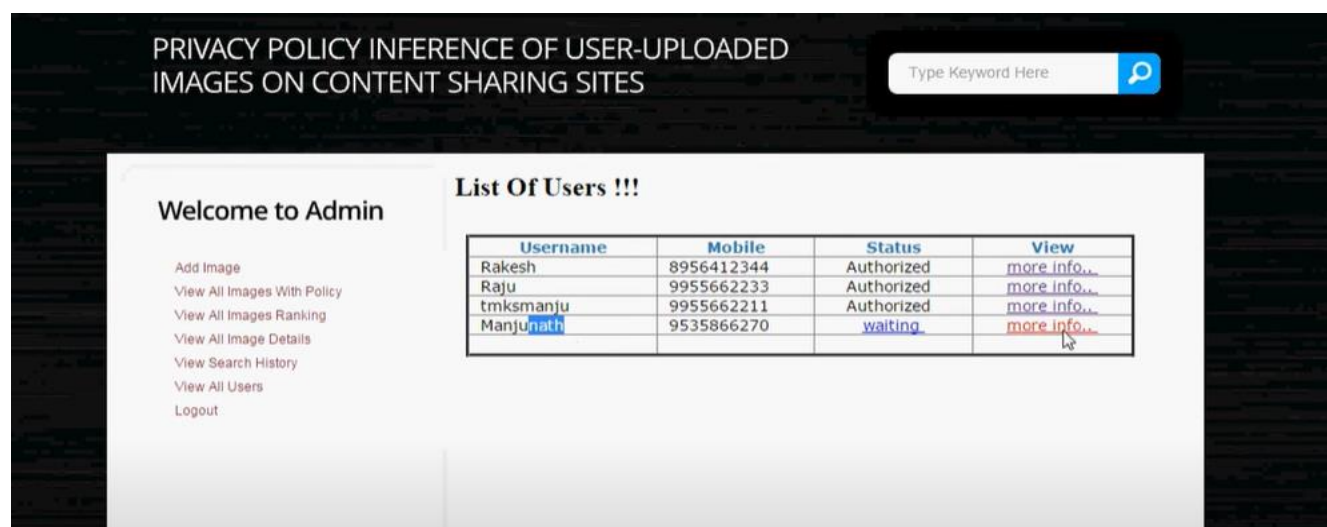 PRIVACY POLICY INFERENCE OF USER-UPLOADED
IMAGES ON CONTENT SHARING SITES
Type Keyword Here
Welcome to Admin
Add Image
View All Images With Policy
View All Images Ranking
View All Image Details
View Search History
View All Users
Logout
List Of Users !!!
Username Mobile Status View
Rakesh 8956412344 Authorized more info..
Raju 9955662233 Authorized more info..
tmksmanju 9955662211 Authorized more info..
Manjunath 9535866270 waiting more info..